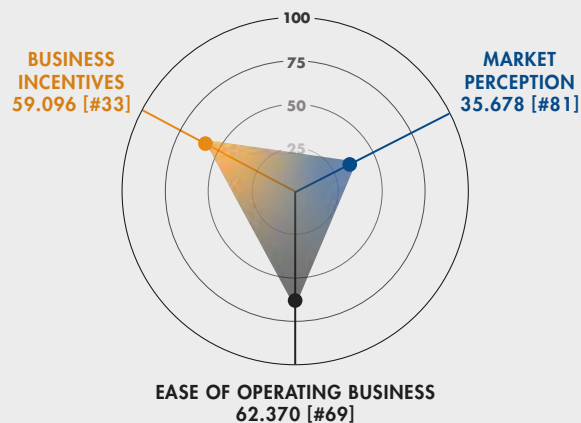 100
75
50
25
BUSINESS
INCENTIVES
59.096 [#33]
MARKET
PERCEPTION
35.678 [#81]
EASE OF OPERATING BUSINESS
62.370 [#69]